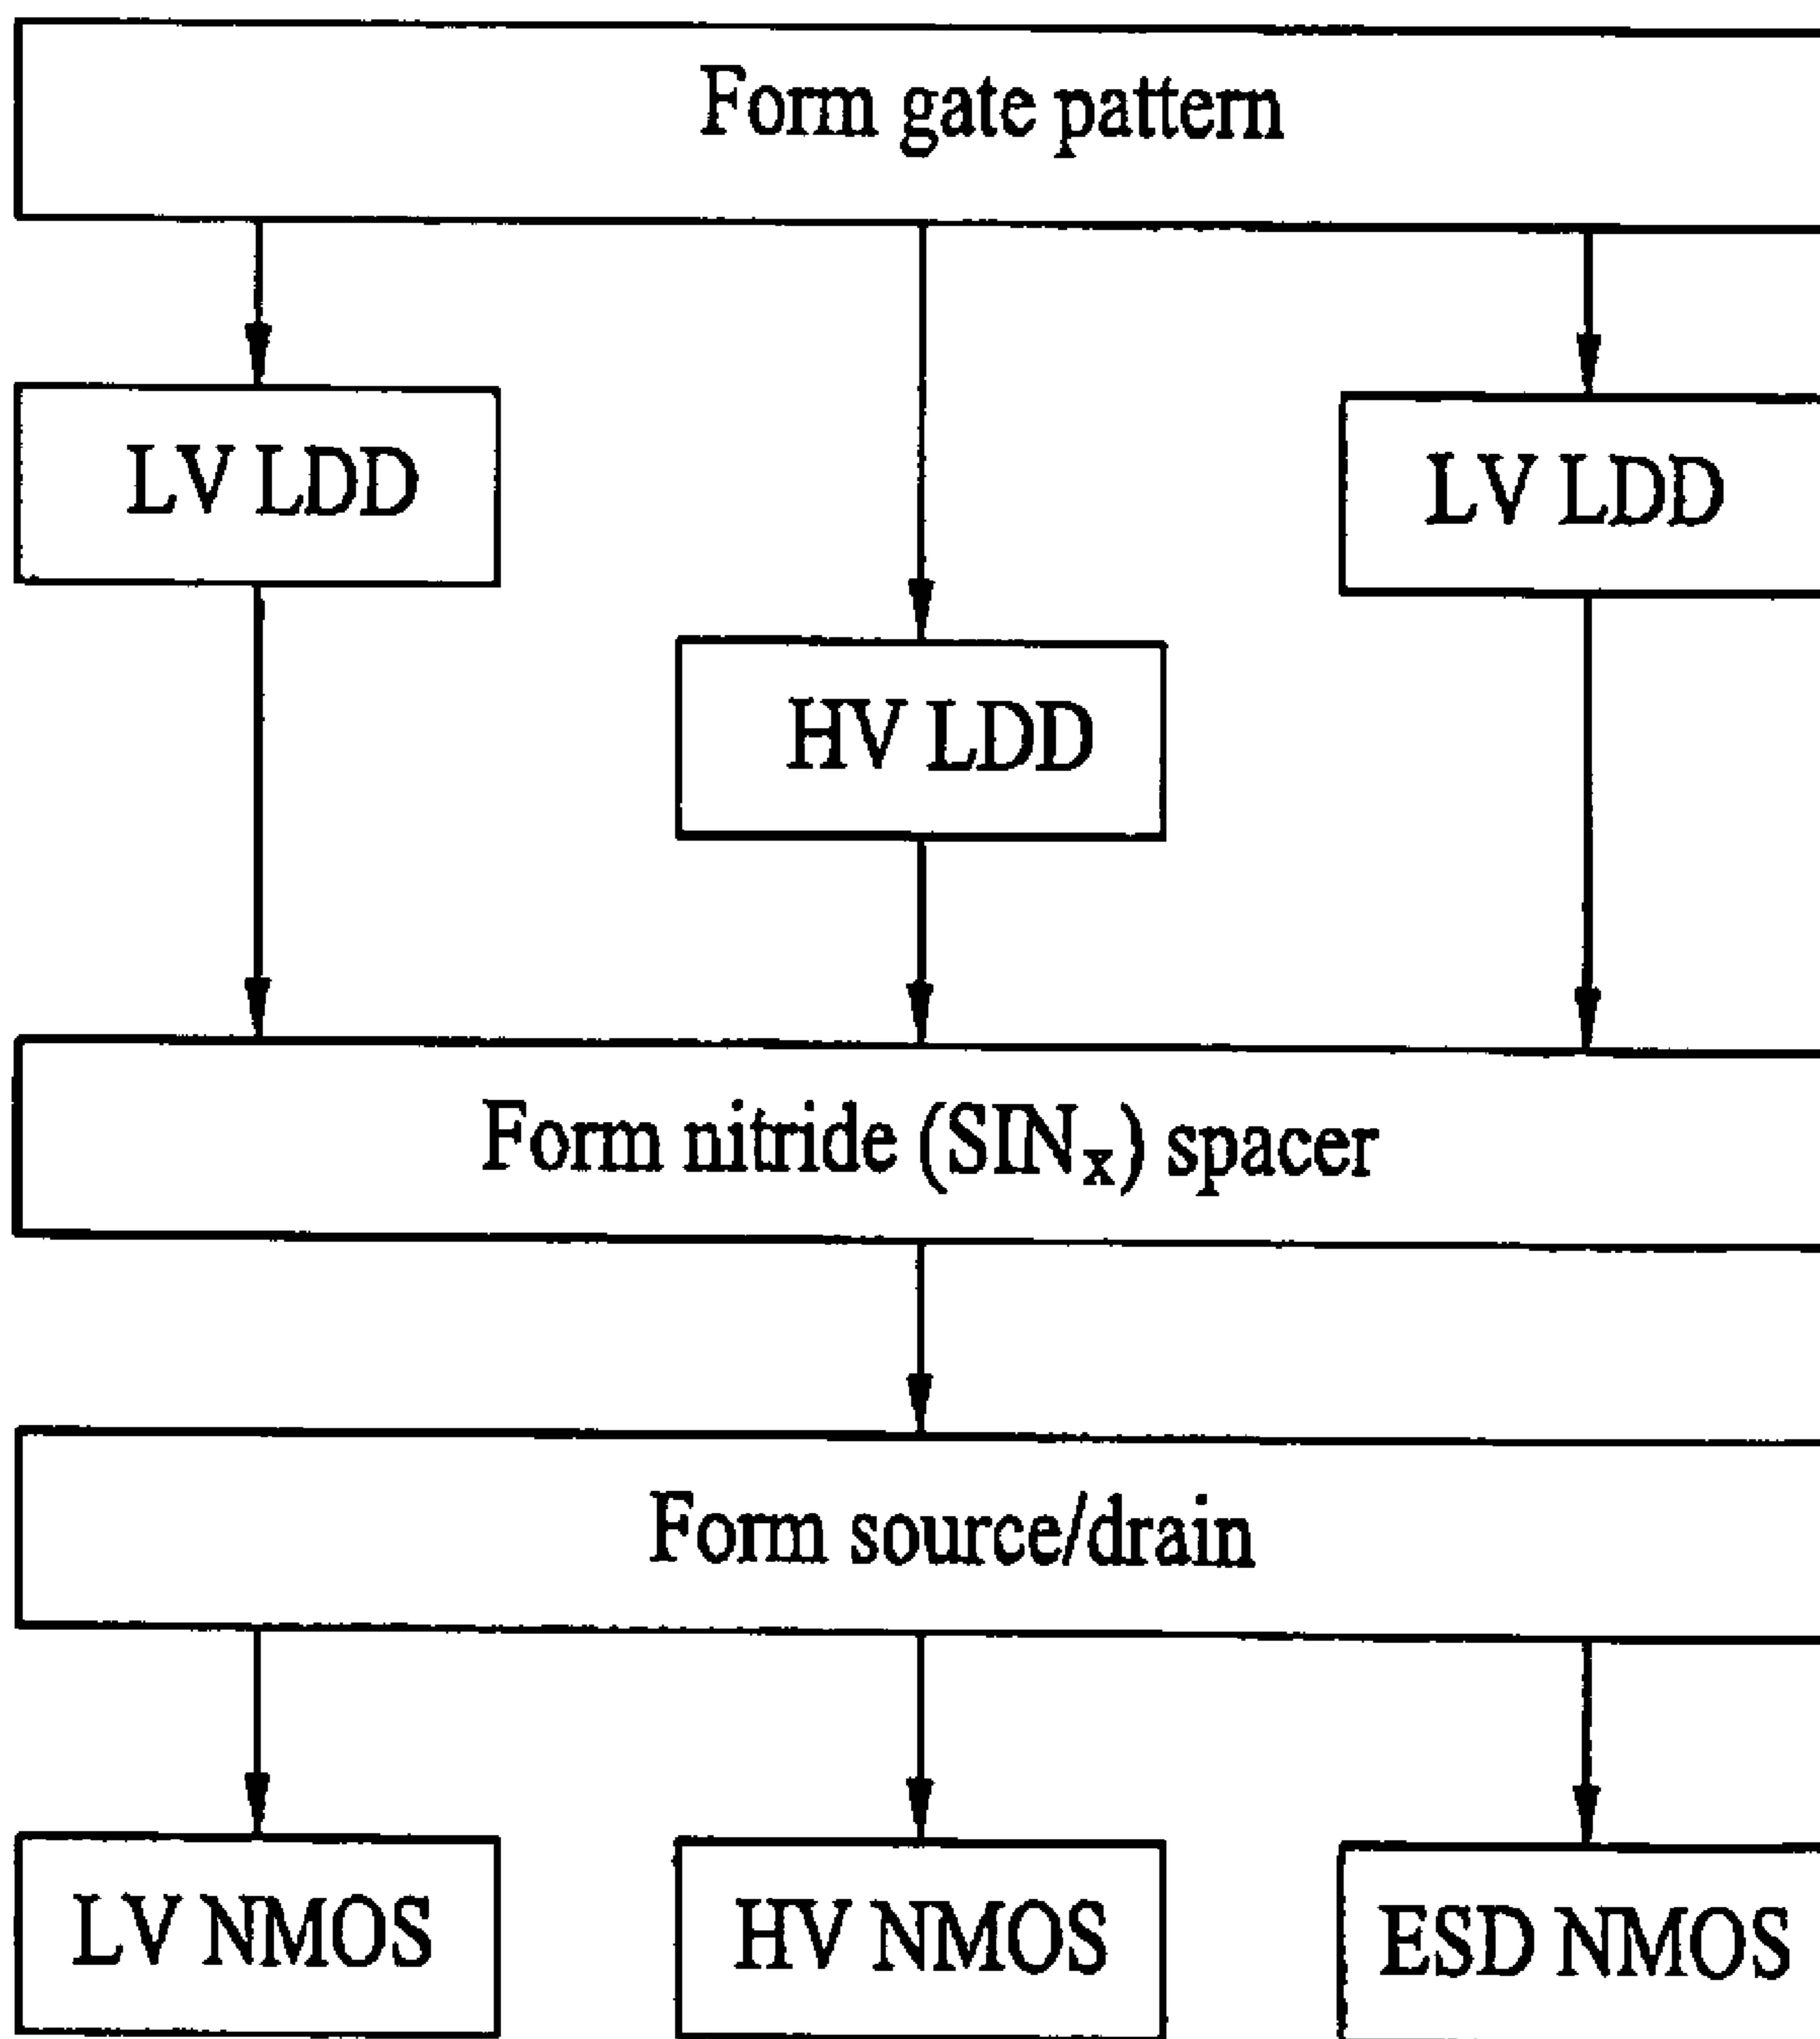 Form gate pattern
LV LDD
LV LDD
HV LDD
Form nitride (SINₓ) spacer
Form source/drain
LV NMOS
HV NMOS
ESD NMOS